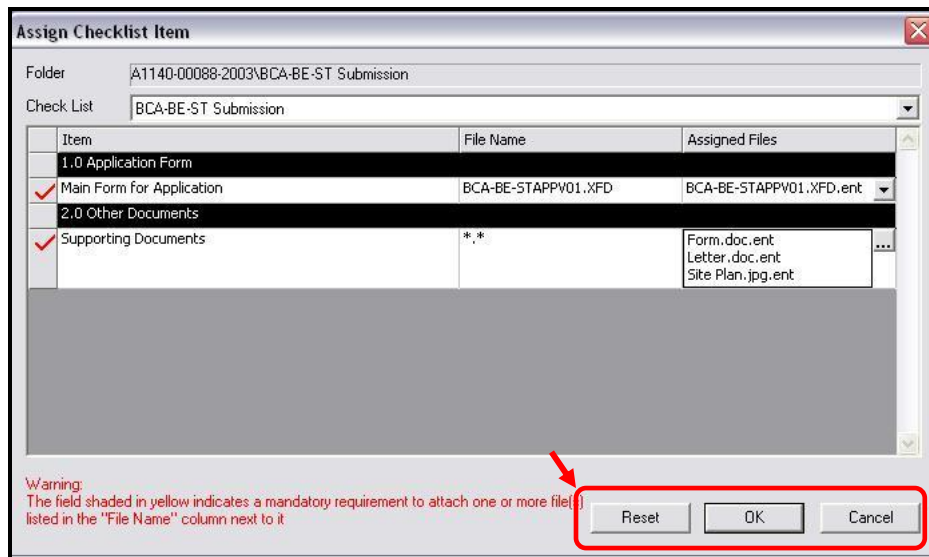 Assign Checklist Item
Folder A1140-00088-2003\BCA-BE-ST Submission
Check List BCA-BE-ST Submission
Item File Name Assigned Files
1.0 Application Form
Main Form for Application BCA-BE-STAPPV01.XFD BCA-BE-STAPPV01.XFD.ent
2.0 Other Documents
Supporting Documents *.* Form.doc.ent ...
Letter.doc.ent
Site Plan.jpg.ent
Warning:
The field shaded in yellow indicates a mandatory requirement to attach one or more file(s)
listed in the "File Name" column next to it
Reset OK Cancel